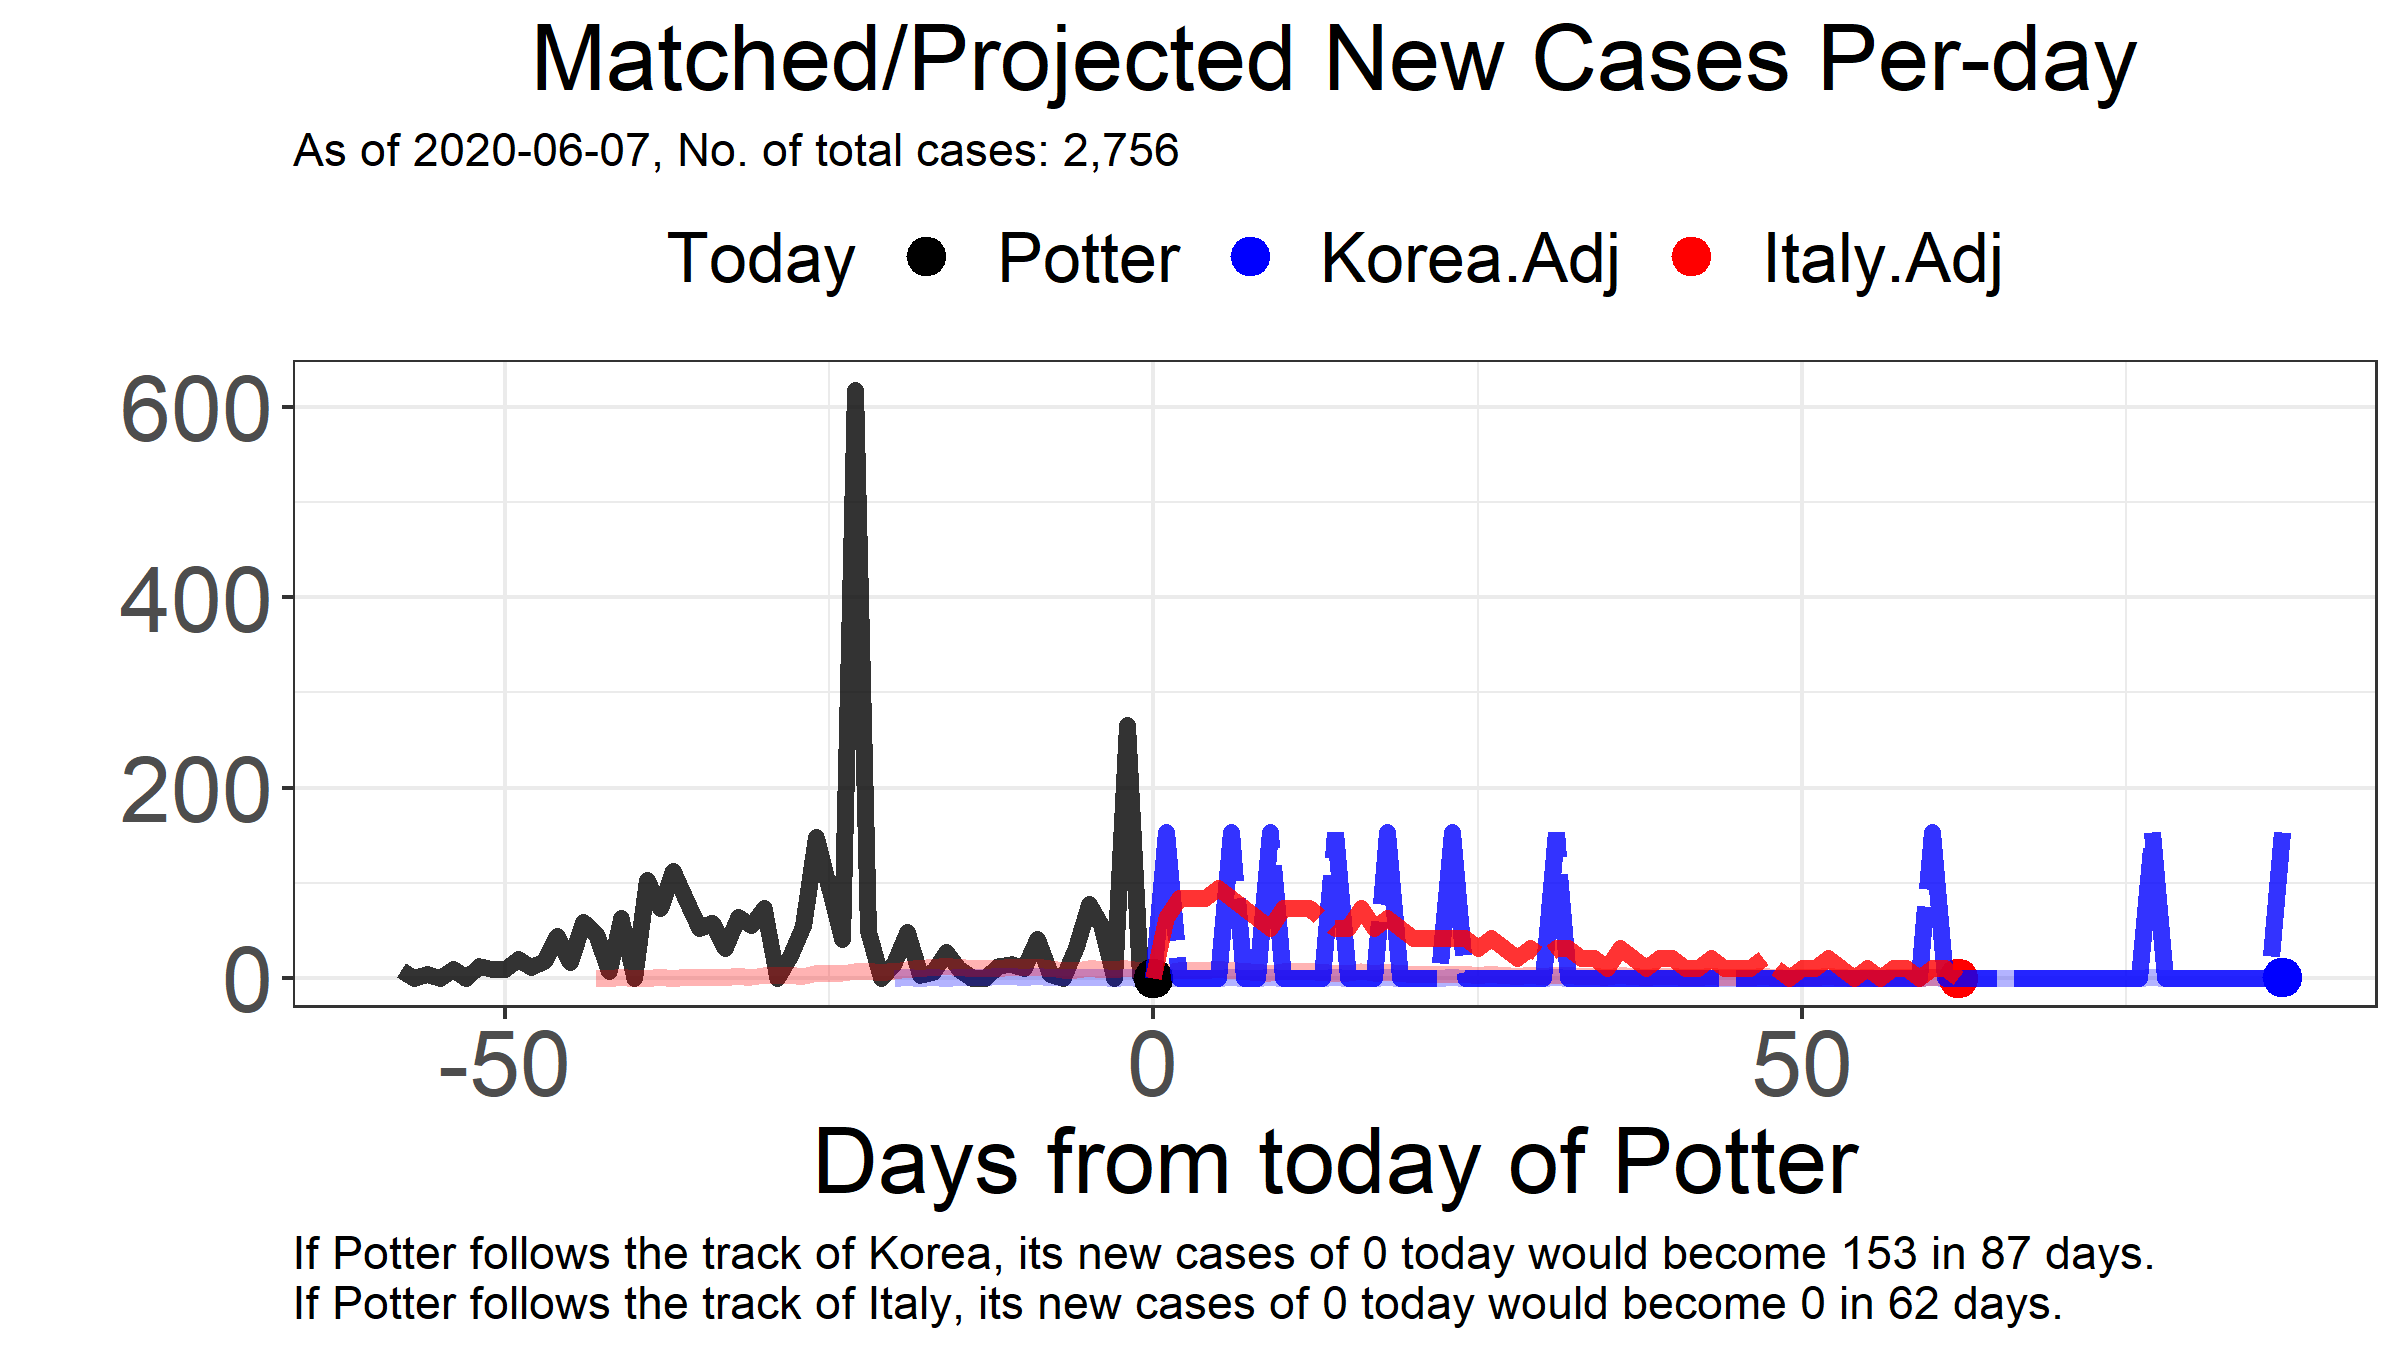 Matched/Projected New Cases Per-day
As of 2020-06-07, No. of total cases: 2,756
Today Potter Korea.Adj Italy.Adj
600
400
200
0
-50 0 50
Days from today of Potter
If Potter follows the track of Korea, its new cases of 0 today would become 153 in 87 days.
If Potter follows the track of Italy, its new cases of 0 today would become 0 in 62 days.